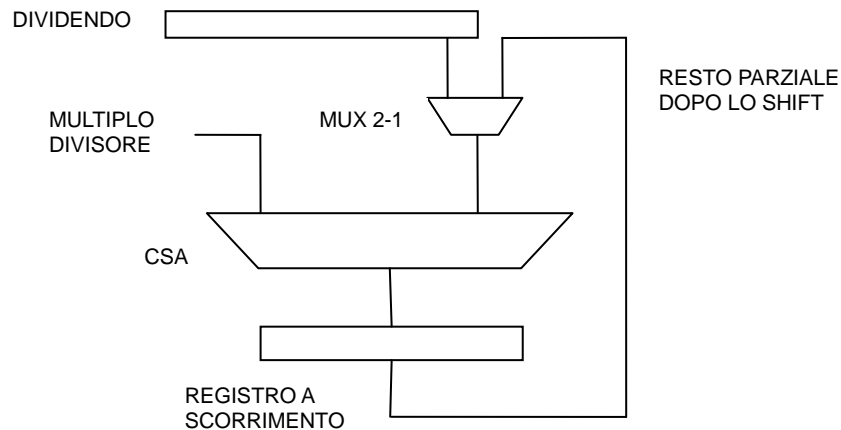 DIVIDENDO
RESTO PARZIALE
DOPO LO SHIFT
MULTIPLO
DIVISORE
MUX 2-1
CSA
REGISTRO A
SCORRIMENTO